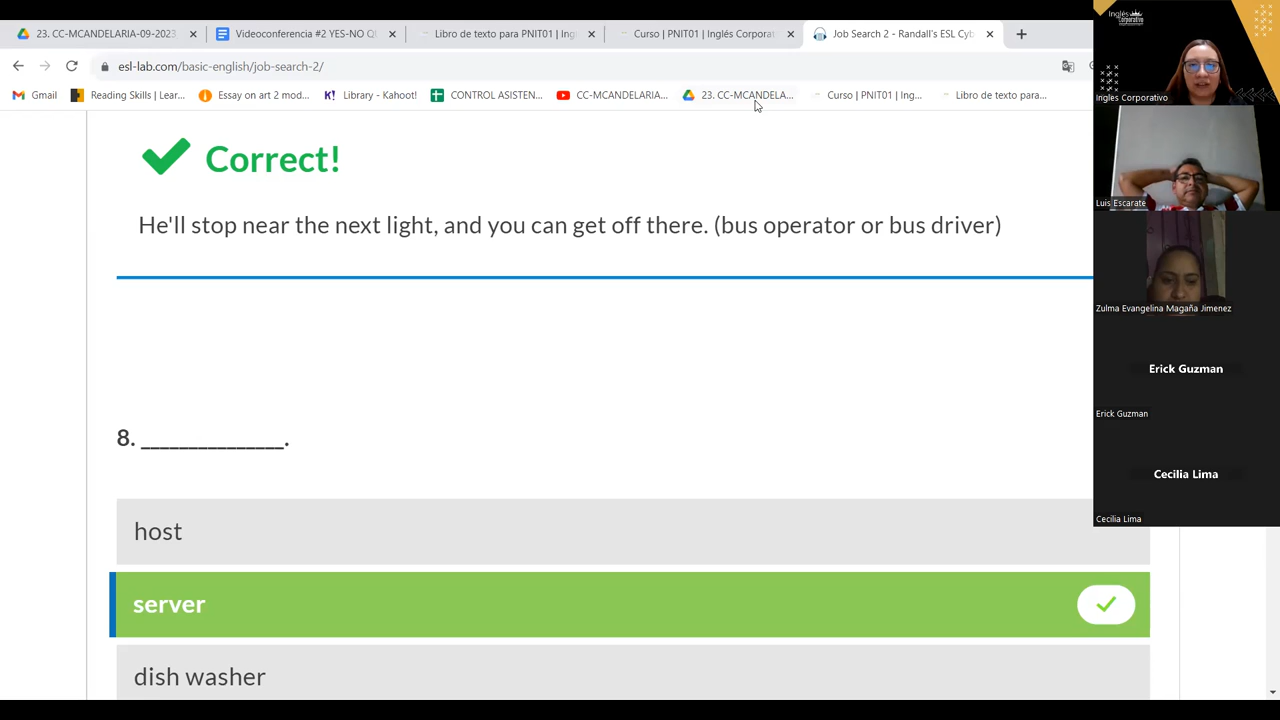 23. CC-MCANDELARIA-09-2023
Videoconferencia #2 YES-NO Q
Libro de texto para PNIT01 | Ing
Curso | PNIT01 | Inglés Corporat
Job Search 2 - Randall's ESL Cyb
esl-lab.com/basic-english/job-search-2/
Gmail
Reading Skills | Lear...
Essay on art 2 mod...
Library - Kano...
CONTROL ASISTEN...
CC-MCANDELARIA...
23. CC-MCANDELA...
Curso | PNIT01 | Ing...
Libro de texto para...
Correct!
He'll stop near the next light, and you can get off there. (bus operator or bus driver)
8. _______________.
host
server
dish washer
Inglés
Corporativo
Ingles Corporativo
Luis Escarate
Zulma Evangelina Magaña Jimenez
Erick Guzman
Erick Guzman
Cecilia Lima
Cecilia Lima